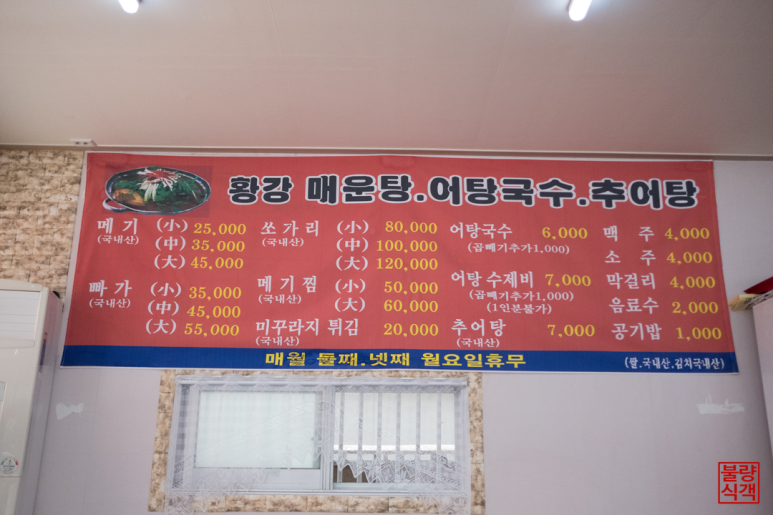 황강 매운탕.어탕국수.추어탕
메기 (小) 25,000
(국내산) (中) 35,000
(大) 45,000
빠가 (小) 35,000
(국내산) (中) 45,000
(大) 55,000
쏘가리 (小) 80,000
(국내산) (中) 100,000
(大) 120,000
메기찜 (小) 50,000
(국내산) (大) 60,000
미꾸라지 튀김 20,000
(국내산)
어탕국수 6,000
(곱빼기추가1,000)
어탕 수제비 7,000
(곱빼기추가1,000)
(1인분불가)
추어탕 7,000
(국내산)
맥 주 4,000
소 주 4,000
막걸리 4,000
음료수 2,000
공기밥 1,000
매월 둘째.넷째 월요일휴무
(쌀.국내산.김치국내산)
불량
식객